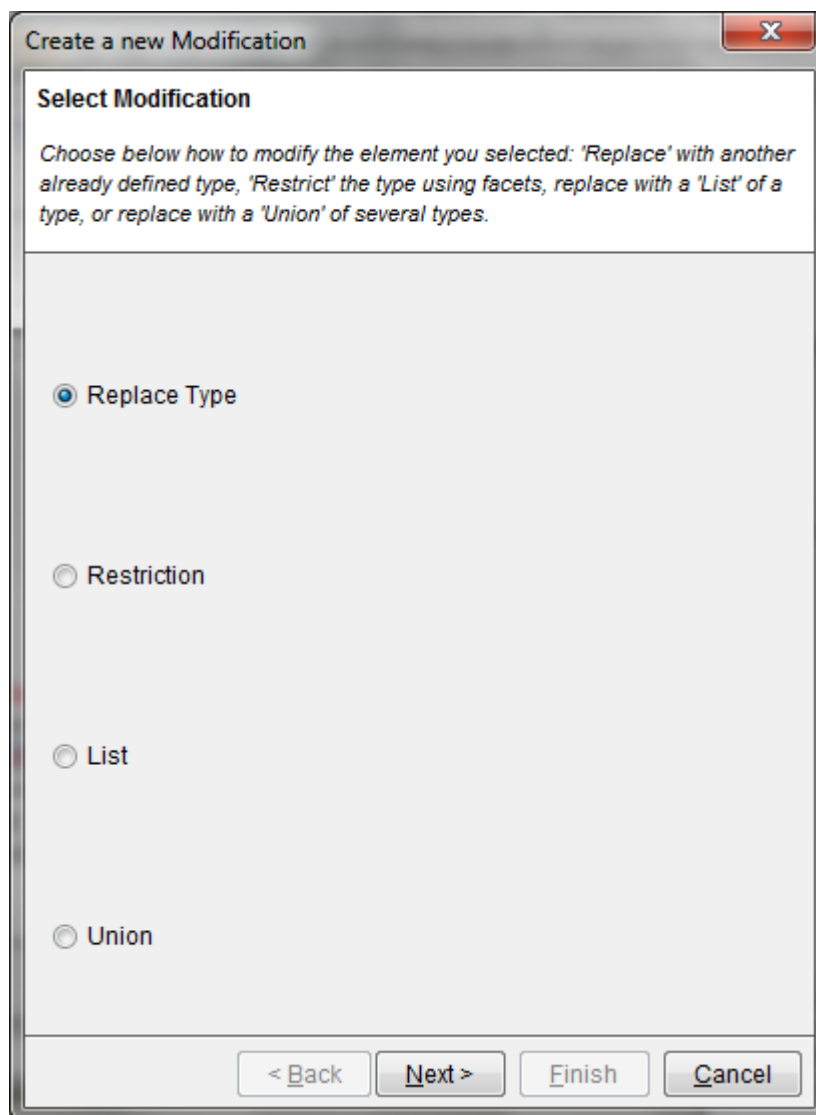 Create a new Modification
Select Modification
Choose below how to modify the element you selected: 'Replace' with another
already defined type, 'Restrict' the type using facets, replace with a 'List' of a
type, or replace with a 'Union' of several types.
Replace Type
Restriction
List
Union
< Back Next > Finish Cancel